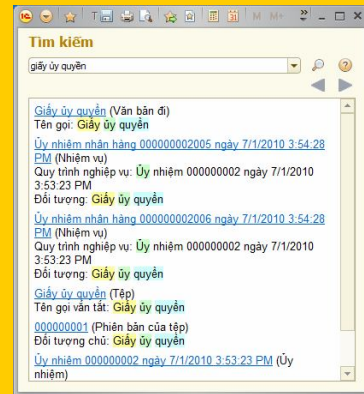 T
M M+
Tìm kiếm
giấy ủy quyền
Giấy ủy quyền (Văn bản đi)
Tên gọi: Giấy ủy quyền
Ủy nhiệm nhân hàng 000000002005 ngày 7/1/2010 3:54:28
PM (Nhiệm vụ)
Quy trình nghiệp vụ: Ủy nhiệm 000000002 ngày 7/1/2010
3:53:23 PM
Đối tượng: Giấy ủy quyền
Ủy nhiệm nhân hàng 000000002006 ngày 7/1/2010 3:54:28
PM (Nhiệm vụ)
Quy trình nghiệp vụ: Ủy nhiệm 000000002 ngày 7/1/2010
3:53:23 PM
Đối tượng: Giấy ủy quyền
Giấy ủy quyền (Tệp)
Tên gọi vắn tắt: Giấy ủy quyền
000000001 (Phiên bản của tệp)
Đối tượng chủ: Giấy ủy quyền
Ủy nhiệm 000000002 ngày 7/1/2010 3:53:23 PM (Ủy
nhiệm)